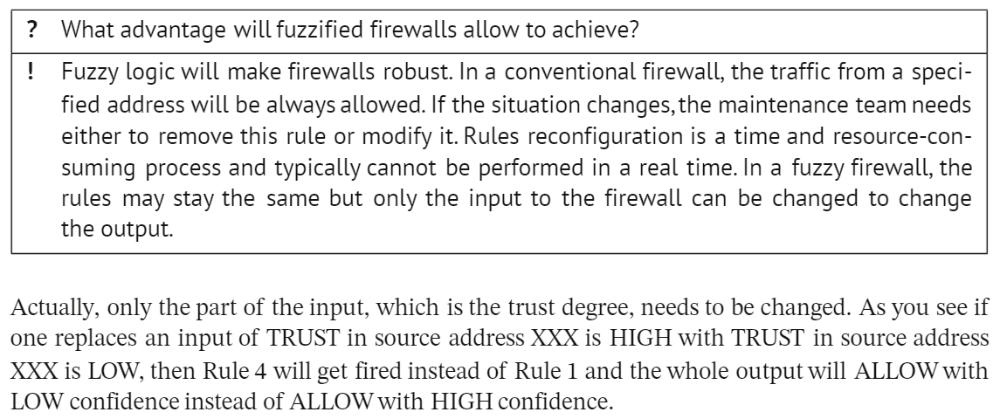 ? What advantage will fuzzified firewalls allow to achieve?
! Fuzzy logic will make firewalls robust. In a conventional firewall, the traffic from a speci-
fied address will be always allowed. If the situation changes, the maintenance team needs
either to remove this rule or modify it. Rules reconfiguration is a time and resource-con-
suming process and typically cannot be performed in a real time. In a fuzzy firewall, the
rules may stay the same but only the input to the firewall can be changed to change
the output.
Actually, only the part of the input, which is the trust degree, needs to be changed. As you see if
one replaces an input of TRUST in source address XXX is HIGH with TRUST in source address
XXX is LOW, then Rule 4 will get fired instead of Rule 1 and the whole output will ALLOW with
LOW confidence instead of ALLOW with HIGH confidence.